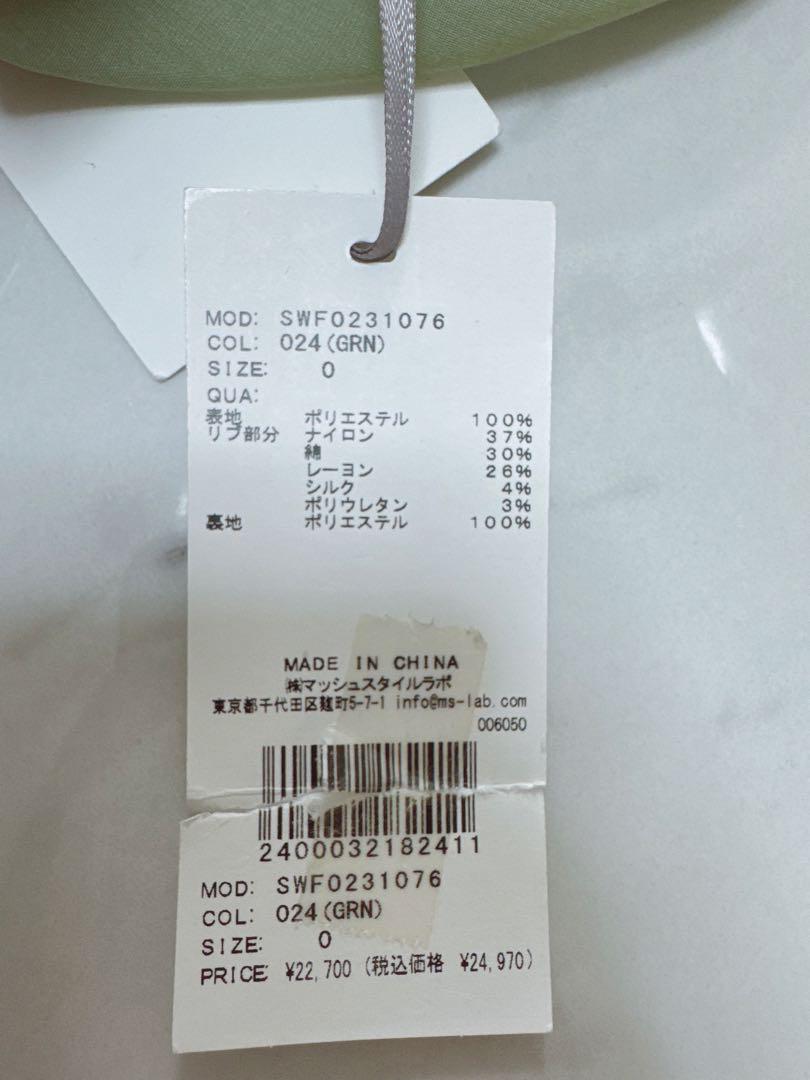 MOD: SWF0231076
COL: 024(GRN)
SIZE: 0
QUA:
表地 ポリエステル 100%
リブ部分 ナイロン 37%
綿 30%
レーヨン 26%
シルク 4%
ポリウレタン 3%
裏地 ポリエステル 100%
MADE IN CHINA
㈱マッシュスタイルラボ
東京都千代田区麹町5-7-1 info@ms-lab.com
006050
2400032182411
MOD: SWF0231076
COL: 024(GRN)
SIZE: 0
PRICE: ¥22,700 (税込価格 ¥24,970)